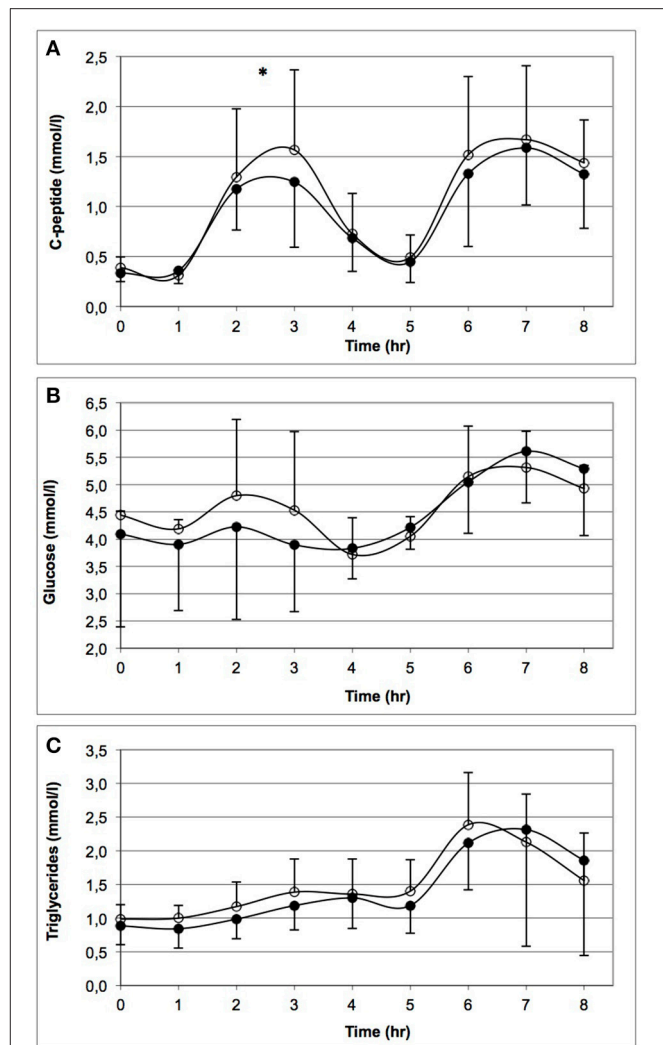 A
*
C-peptide (mmol/l)
2,5
2,0
1,5
1,0
0,5
0,0
0 1 2 3 4 5 6 7 8
Time (hr)
B
Glucose (mmol/l)
6,5
6,0
5,5
5,0
4,5
4,0
3,5
3,0
2,5
2,0
0 1 2 3 4 5 6 7 8
Time (hr)
C
Triglycerides (mmol/l)
3,5
3,0
2,5
2,0
1,5
1,0
0,5
0,0
0 1 2 3 4 5 6 7 8
Time (hr)